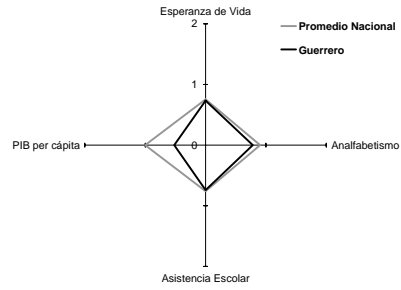 Esperanza de Vida
2
Promedio Nacional
Guerrero
1
PIB per cápita
0
Analfabetismo
Asistencia Escolar